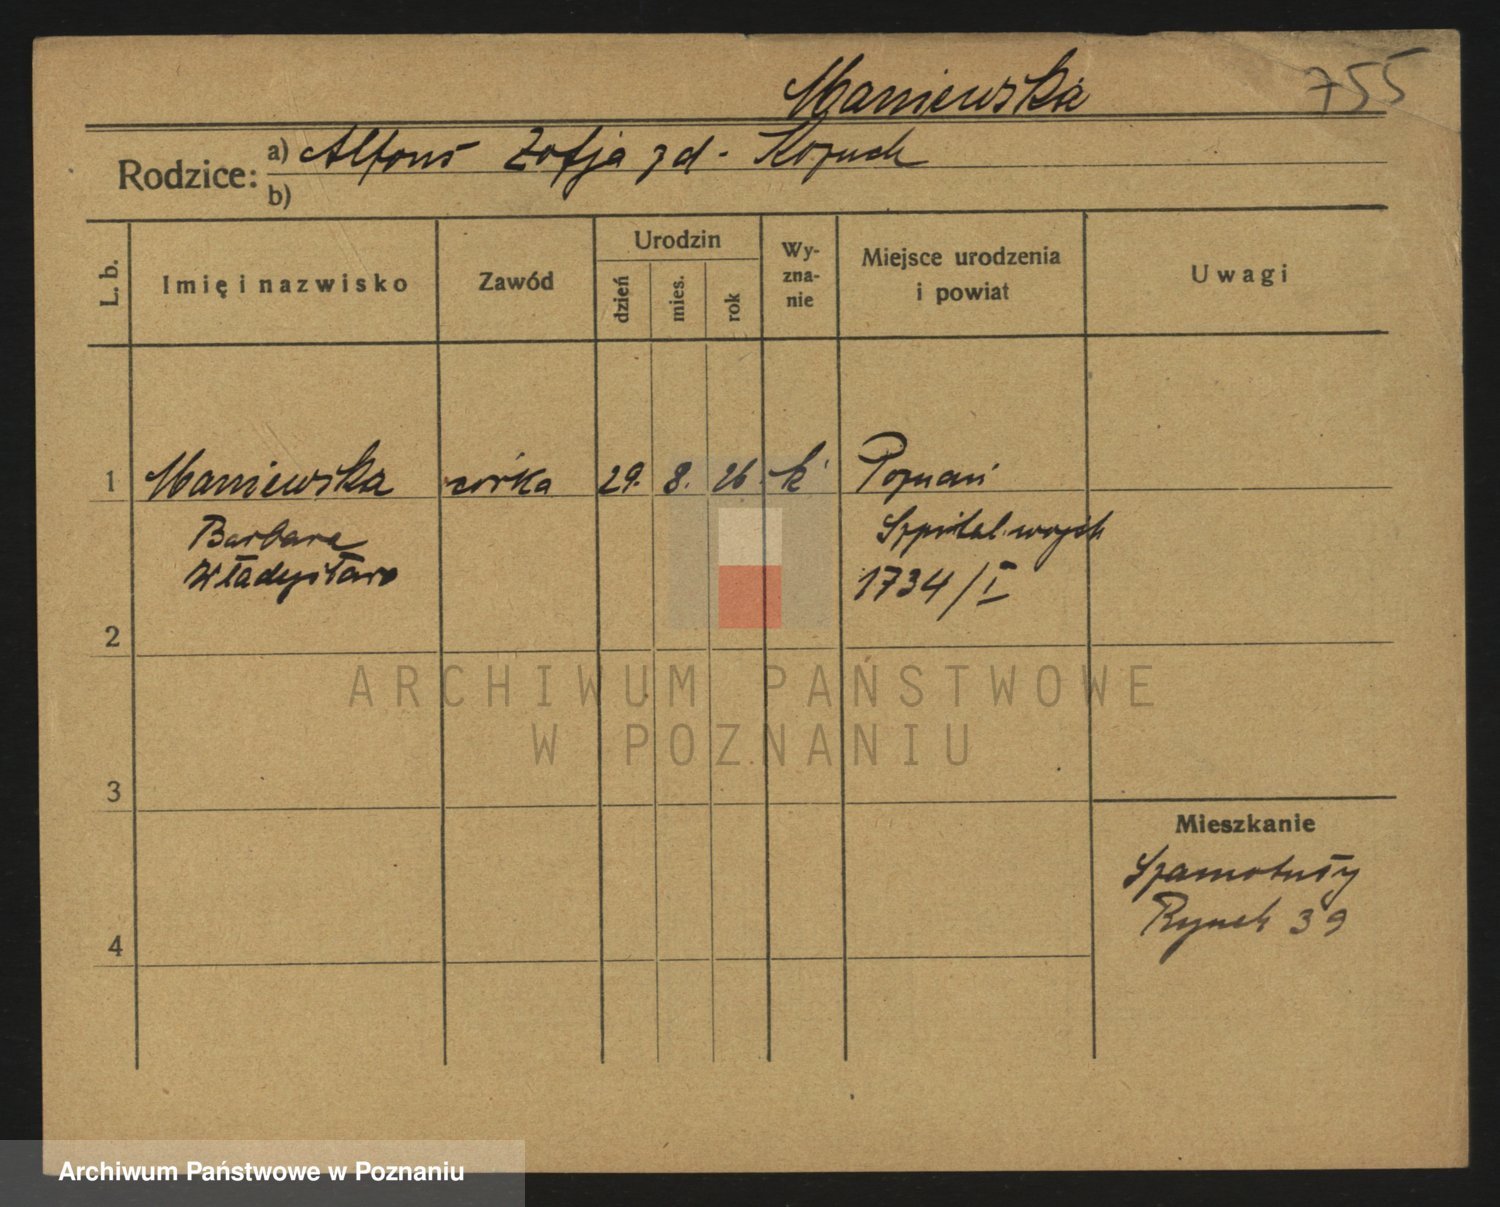 Maniewska 755
Rodzice: a) Alfons Zofja zd - Kozuch
b)
L. b. Imię i nazwisko Zawód Urodzin dzień mies. rok Wy-zna-nie Miejsce urodzenia i powiat Uwagi
1 Maniewska córka 29. 8. 26 k Poznań
Barbara Szpital wojsk
Władysława 1734/I
2
ARCHIWUM PAŃSTWOWE
W POZNANIU
3
Mieszkanie
Szamotuły
Rynek 39
4
Archiwum Państwowe w Poznaniu